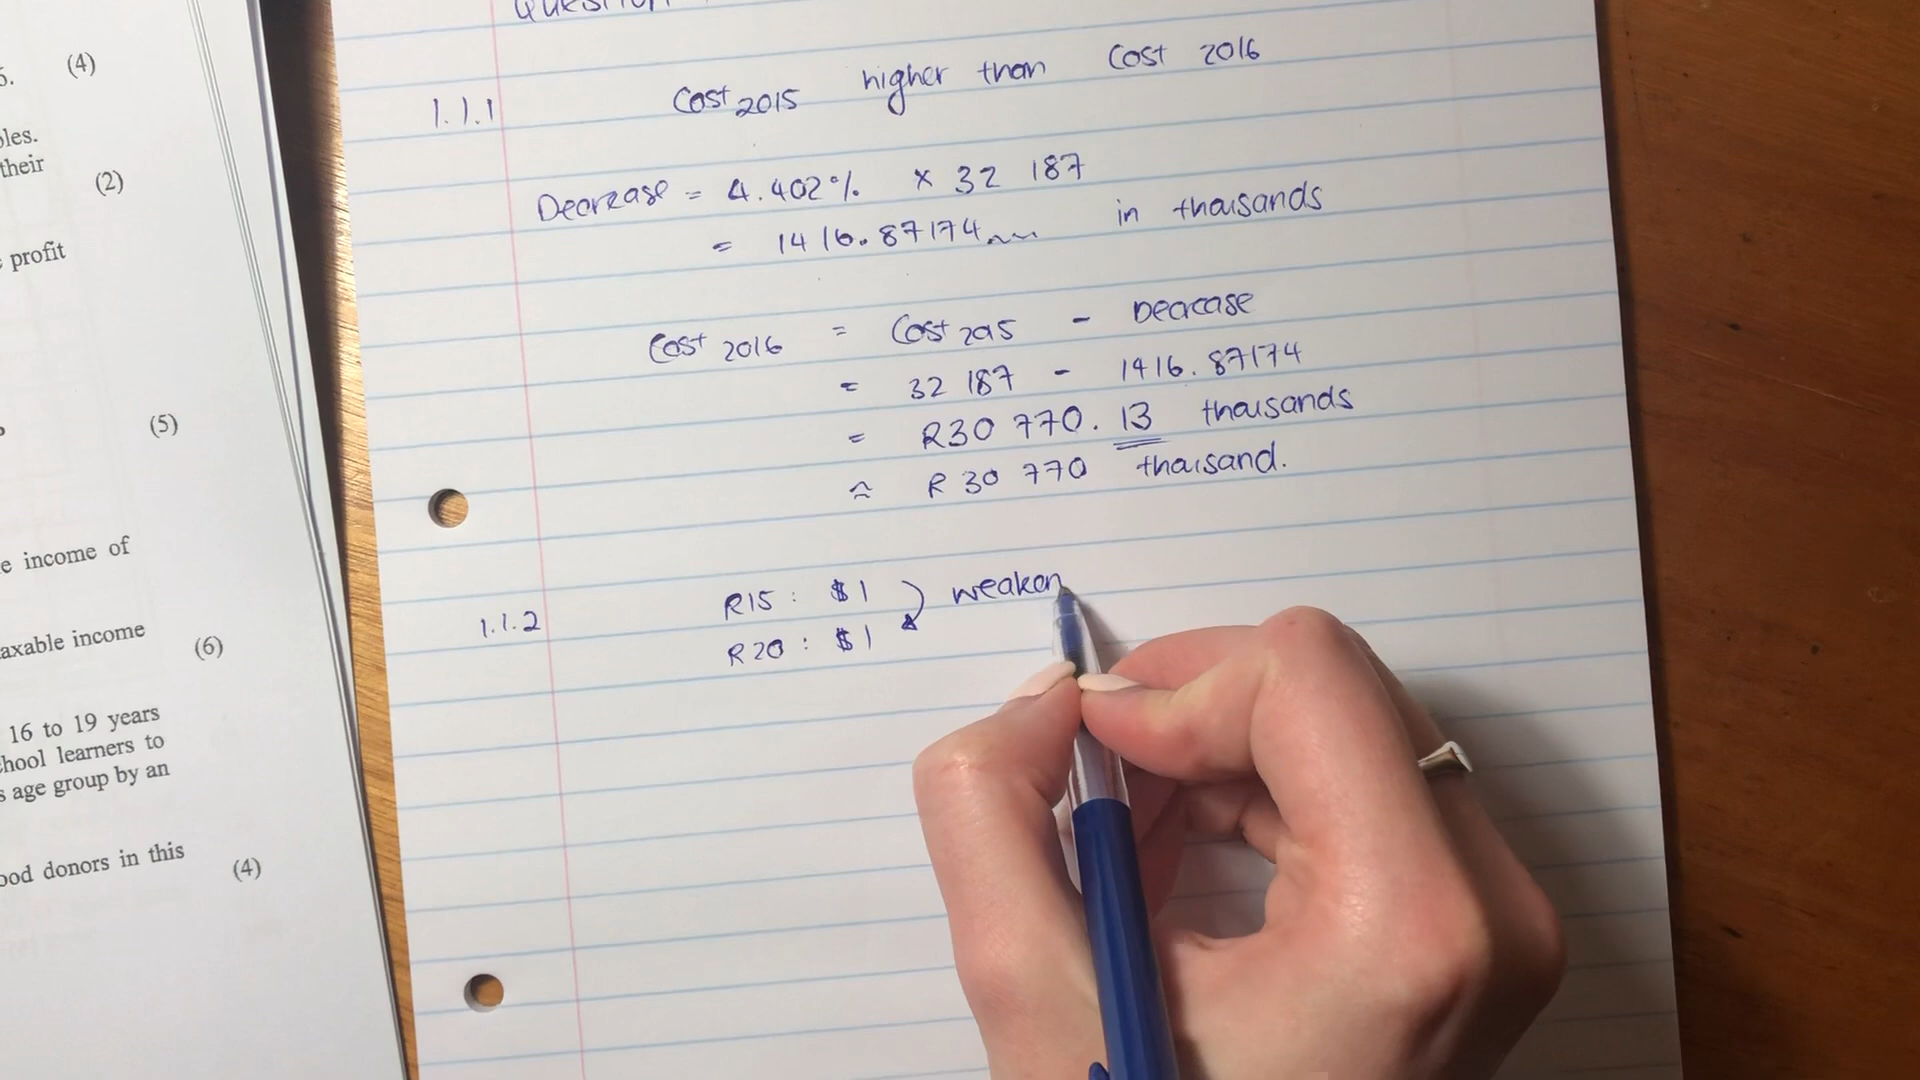 5. (4)
their
(2)
profit
(5)
e income of
axable income
(6)
16 to 19 years
hool learners to
s age group by an
ood donors in this
(4)
1.1.1 Cost 2015 higher than Cost 2016
Decrease = 4.402% × 32 187
= 1416.87174 in thousands
Cost 2016 = Cost 2015 - Decrease
= 32 187 - 1416.87174
= R30 770.13 thousands
≈ R 30 770 thousand.
1.1.2 R15 : $1 weaken
R20 : $1